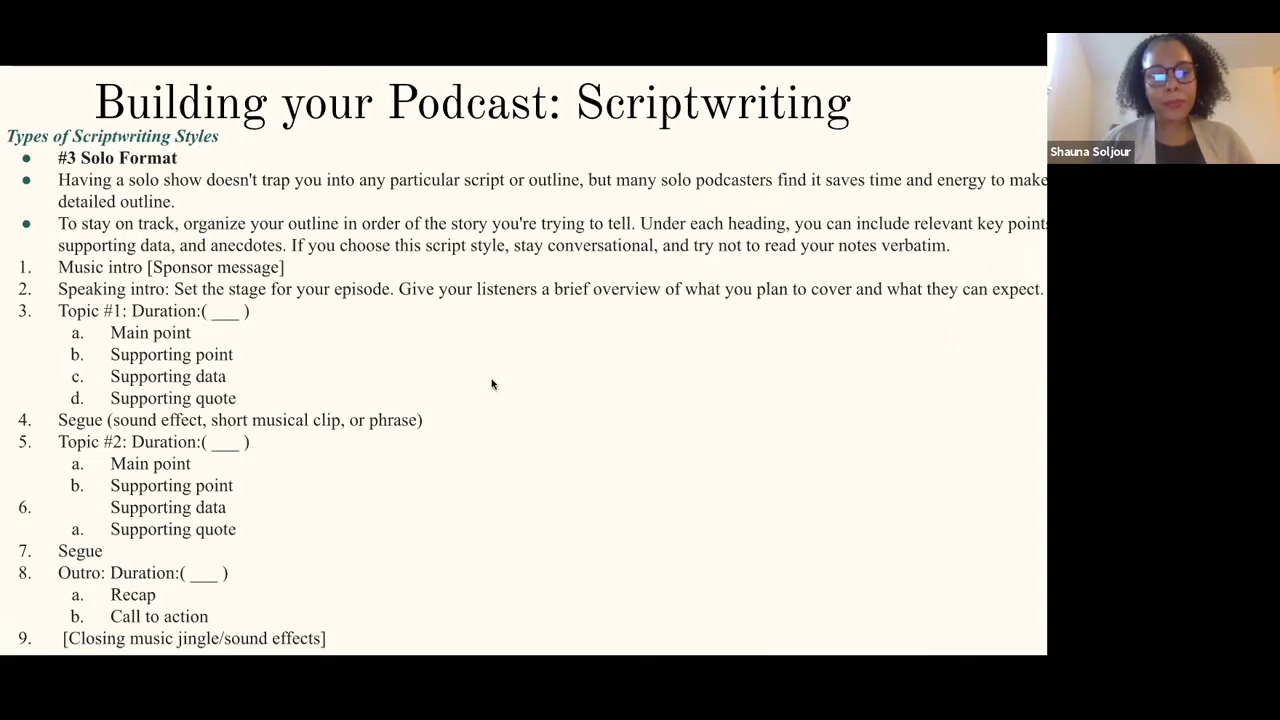 Building your Podcast: Scriptwriting
Types of Scriptwriting Styles
● #3 Solo Format
● Having a solo show doesn't trap you into any particular script or outline, but many solo podcasters find it saves time and energy to make
detailed outline.
● To stay on track, organize your outline in order of the story you're trying to tell. Under each heading, you can include relevant key points
supporting data, and anecdotes. If you choose this script style, stay conversational, and try not to read your notes verbatim.
1. Music intro [Sponsor message]
2. Speaking intro: Set the stage for your episode. Give your listeners a brief overview of what you plan to cover and what they can expect.
3. Topic #1: Duration:( ___ )
a. Main point
b. Supporting point
c. Supporting data
d. Supporting quote
4. Segue (sound effect, short musical clip, or phrase)
5. Topic #2: Duration:( ___ )
a. Main point
b. Supporting point
6. Supporting data
a. Supporting quote
7. Segue
8. Outro: Duration:( ___ )
a. Recap
b. Call to action
9. [Closing music jingle/sound effects]
Shauna Soljour